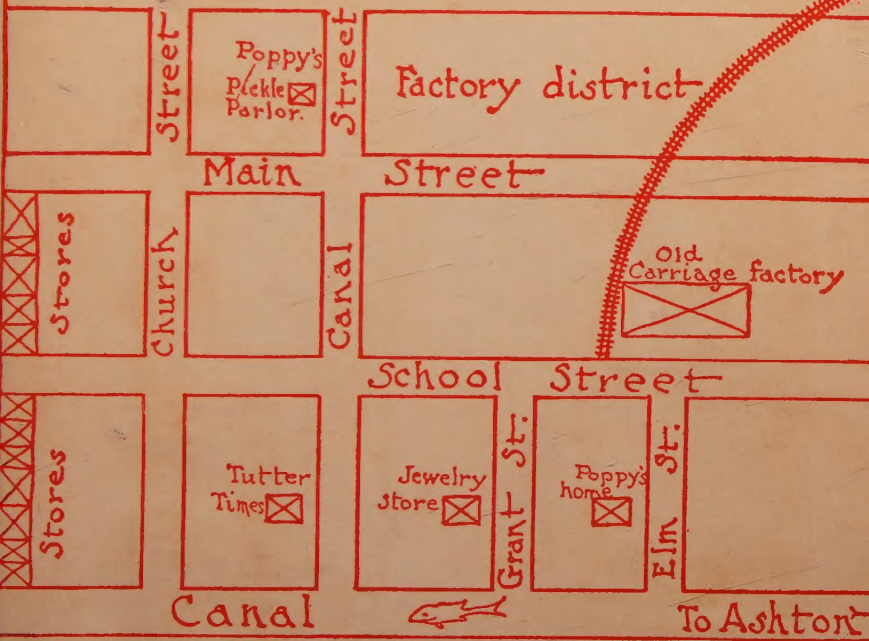 Street
Poppy's
Pickle
Parlor.
Street
Factory district
Main Street
Stores
Church
Canal
Old
Carriage factory
School Street
Stores
Tutter
Times
Jewelry
store
Grant St.
Poppy's
home
Elm St.
Canal
To Ashton